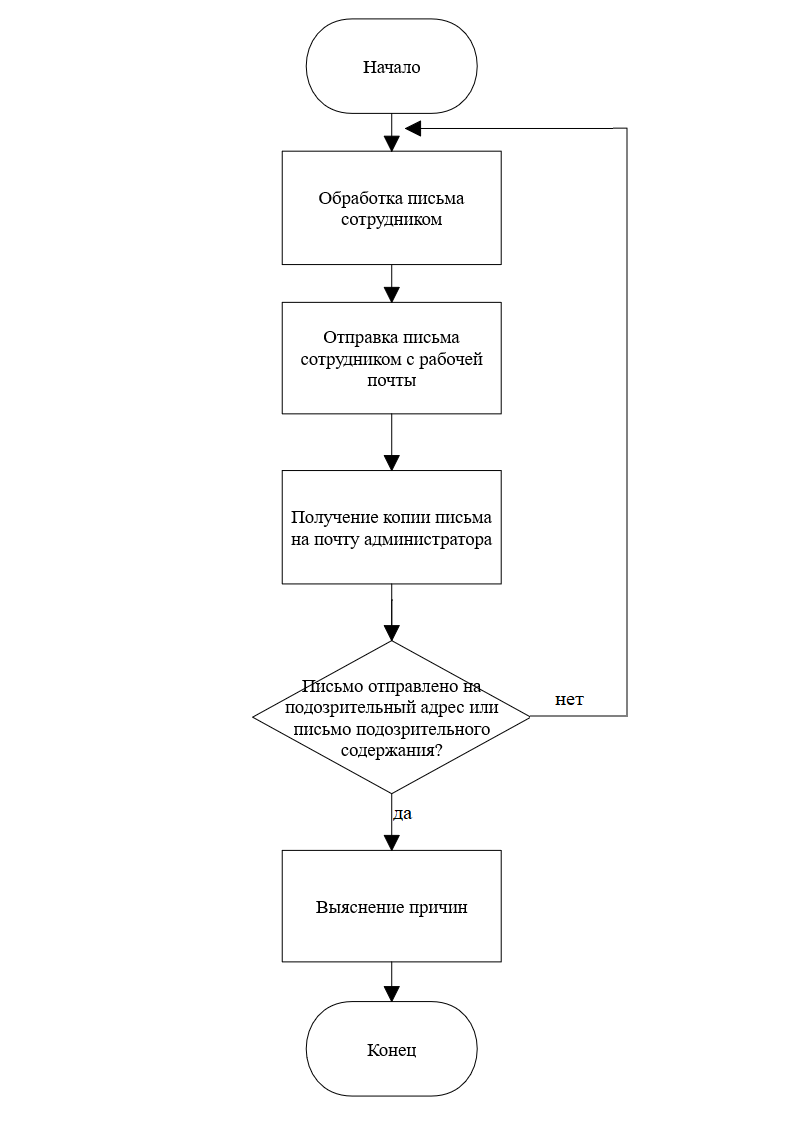 Начало
Обработка письма
сотрудником
Отправка письма
сотрудником с рабочей
почты
Получение копии письма
на почту администратора
Письмо отправлено на
подозрительный адрес или
письмо подозрительного
содержания?
нет
да
Выяснение причин
Конец